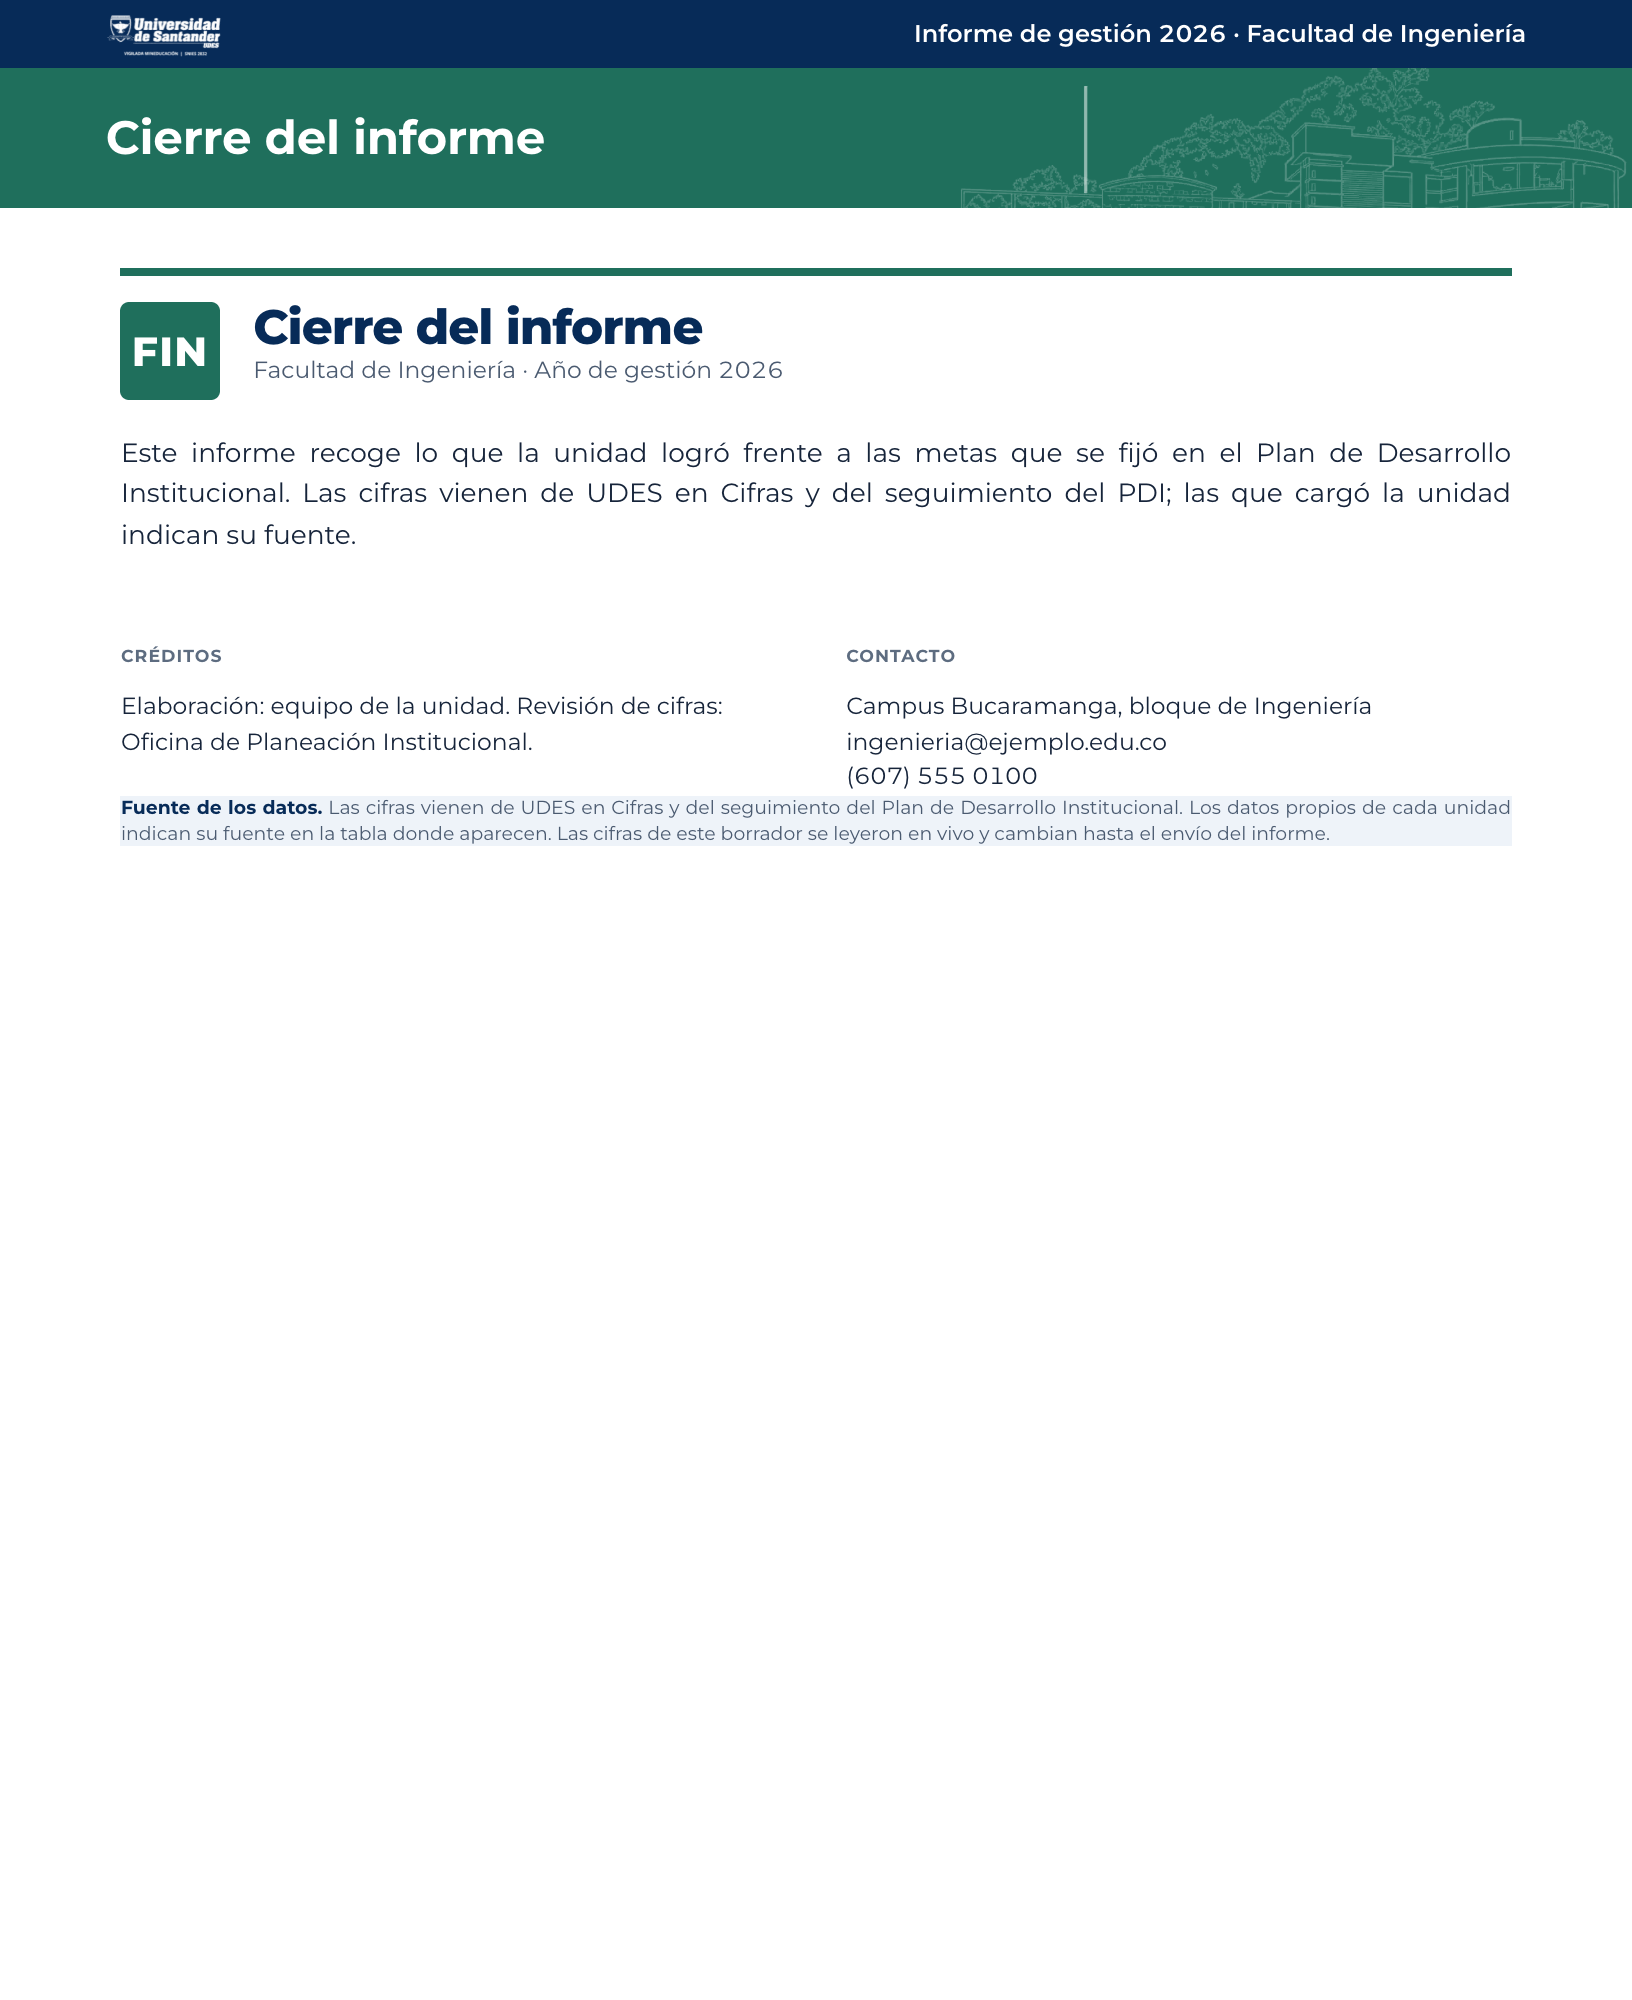 Universidad
de Santander
UDES
VIGILADA MINEDUCACIÓN | SNIES 2832
Informe de gestión 2026 · Facultad de Ingeniería
Cierre del informe
FIN
Cierre del informe
Facultad de Ingeniería · Año de gestión 2026
Este informe recoge lo que la unidad logró frente a las metas que se fijó en el Plan de Desarrollo
Institucional. Las cifras vienen de UDES en Cifras y del seguimiento del PDI; las que cargó la unidad
indican su fuente.
CRÉDITOS
Elaboración: equipo de la unidad. Revisión de cifras:
Oficina de Planeación Institucional.
CONTACTO
Campus Bucaramanga, bloque de Ingeniería
ingenieria@ejemplo.edu.co
(607) 555 0100
Fuente de los datos. Las cifras vienen de UDES en Cifras y del seguimiento del Plan de Desarrollo Institucional. Los datos propios de cada unidad
indican su fuente en la tabla donde aparecen. Las cifras de este borrador se leyeron en vivo y cambian hasta el envío del informe.